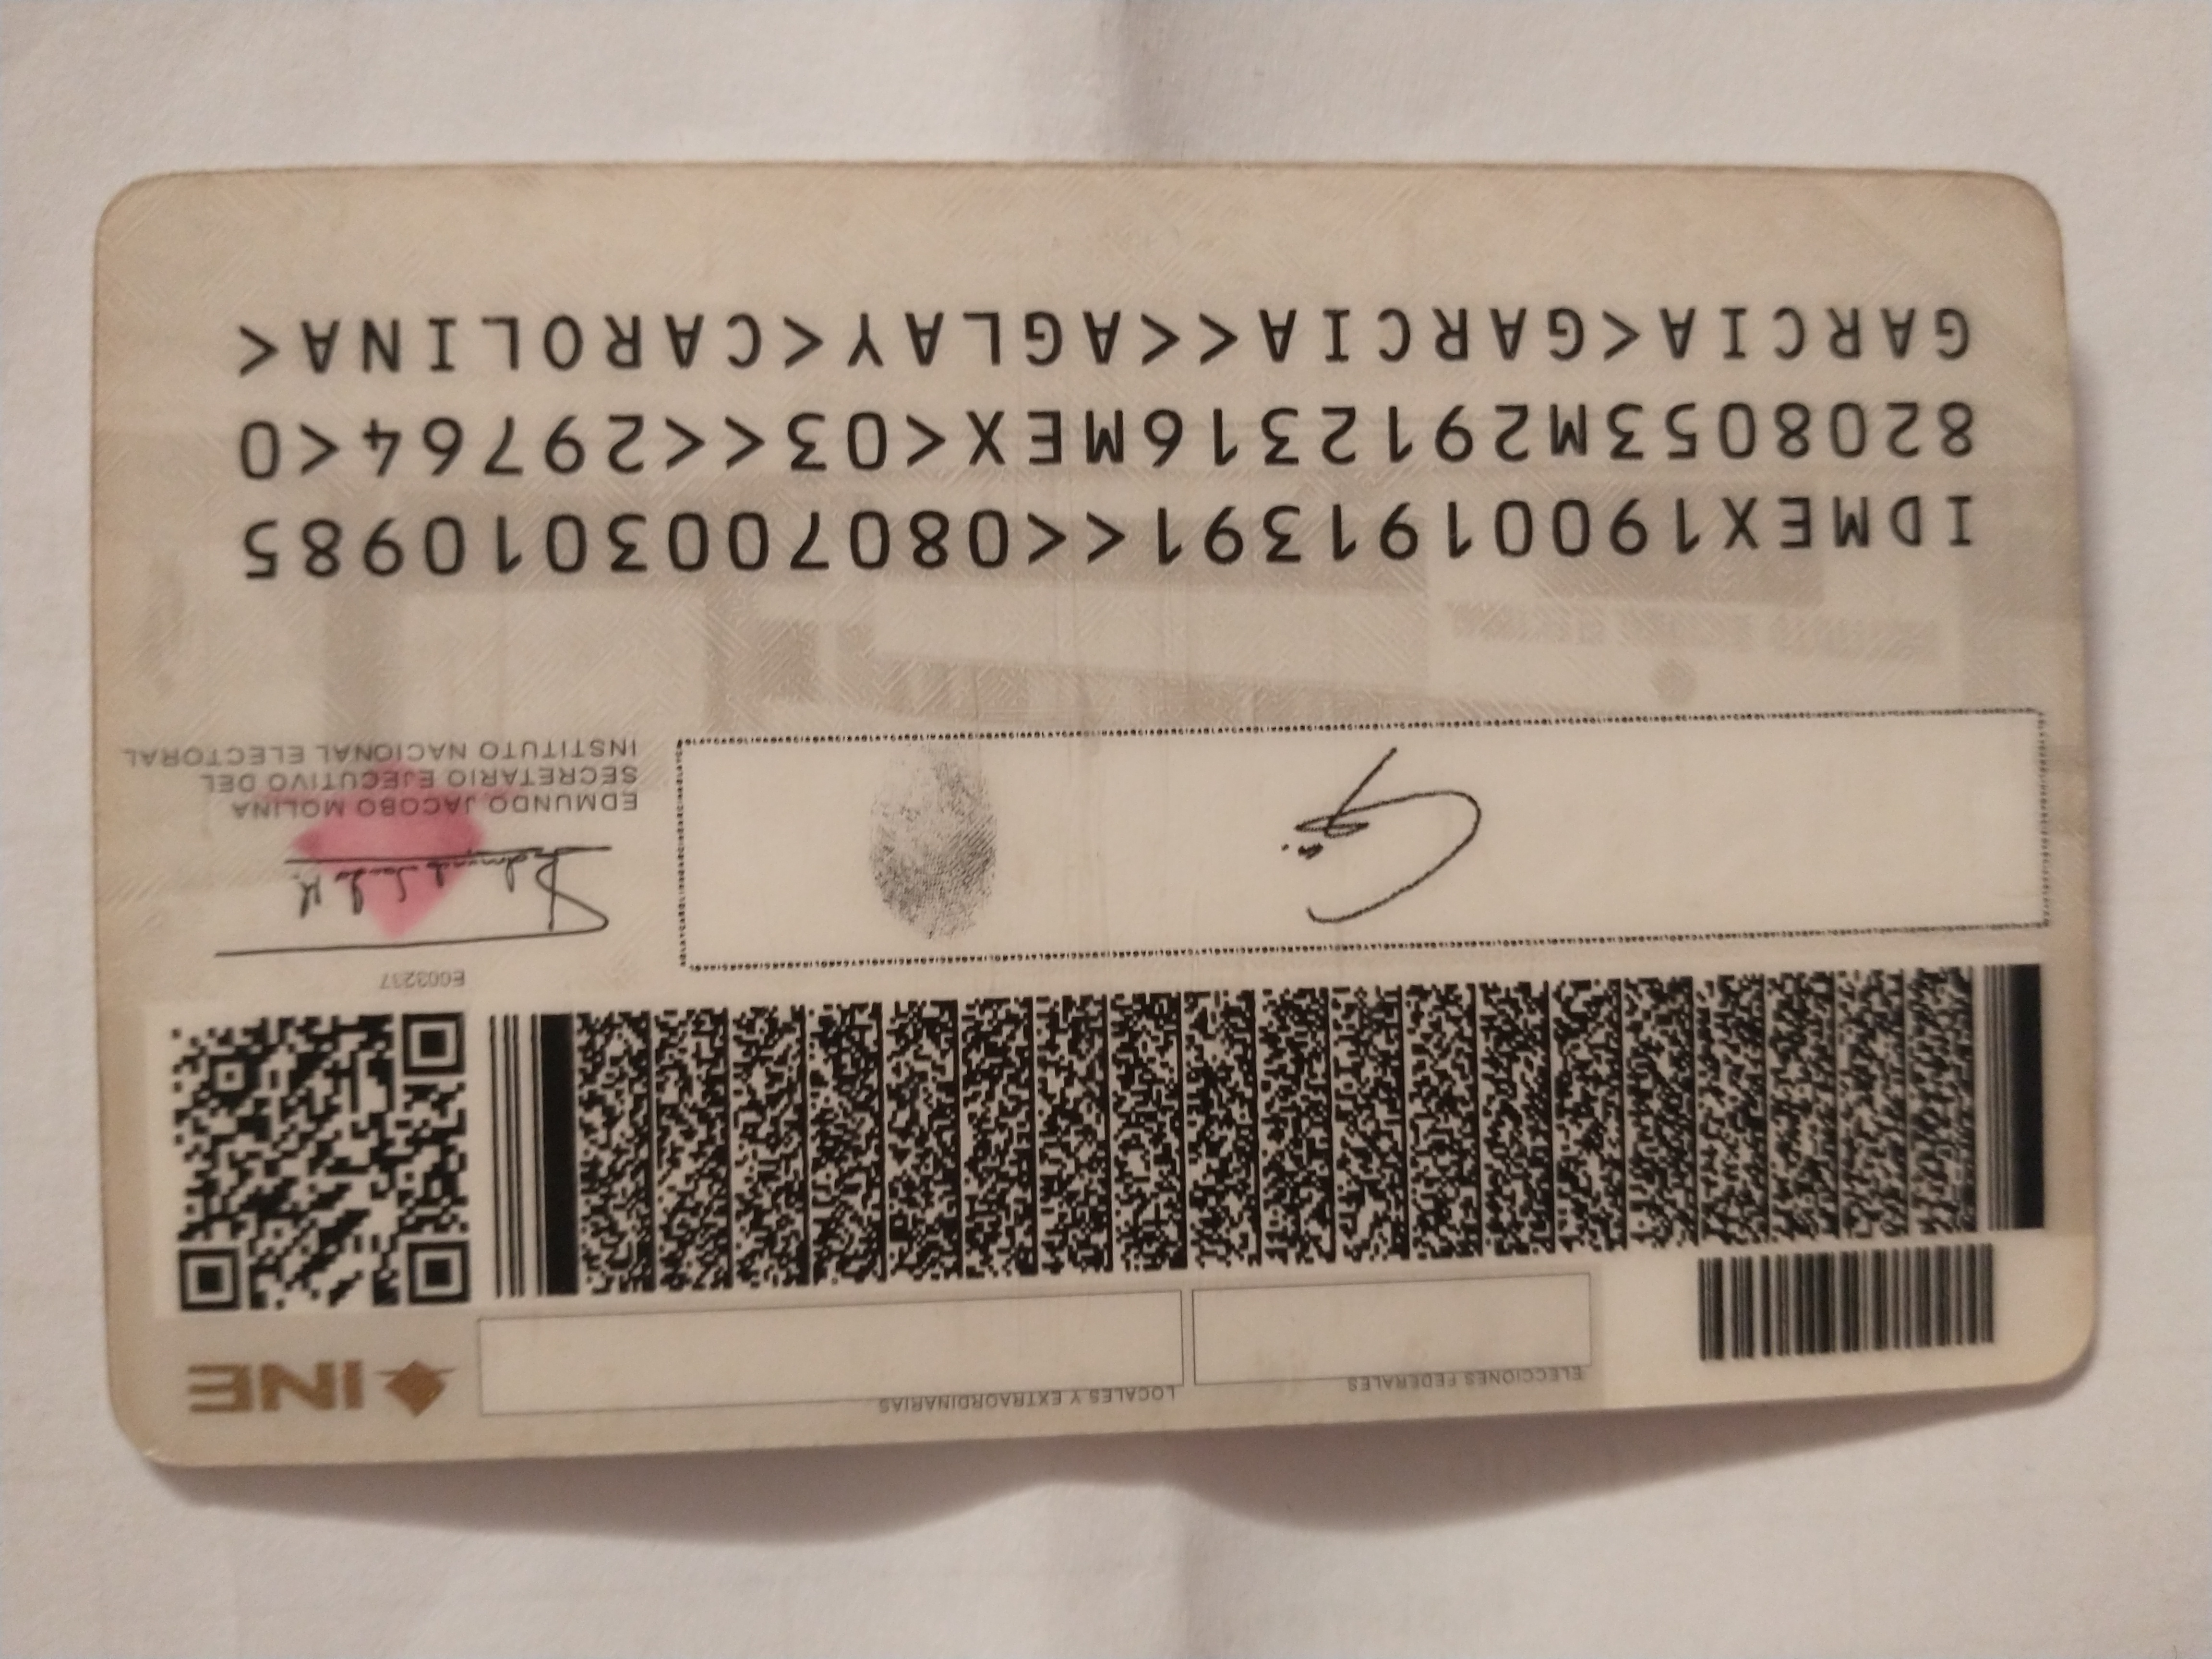 ELECCIONES FEDERALES
LOCALES Y EXTRAORDINARIAS
INE
E003237
EDMUNDO JACOBO MOLINA
SECRETARIO EJECUTIVO DEL
INSTITUTO NACIONAL ELECTORAL
IDMEX1900191391<<0807003010985
8208053M2912316MEX<03<<29764<0
GARCIA<GARCIA<<AGLAY<CAROLINA<